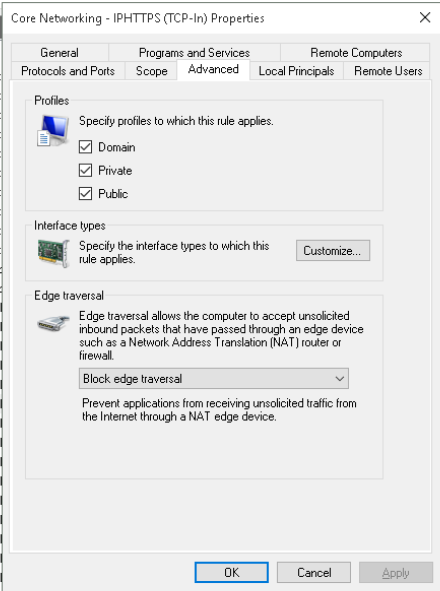 Core Networking - IPHTTPS (TCP-In) Properties
General Programs and Services Remote Computers
Protocols and Ports Scope Advanced Local Principals Remote Users
Profiles
Specify profiles to which this rule applies.
Domain
Private
Public
Interface types
Specify the interface types to which this
rule applies.
Customize...
Edge traversal
Edge traversal allows the computer to accept unsolicited
inbound packets that have passed through an edge device
such as a Network Address Translation (NAT) router or
firewall.
Block edge traversal
Prevent applications from receiving unsolicited traffic from
the Internet through a NAT edge device.
OK Cancel Apply